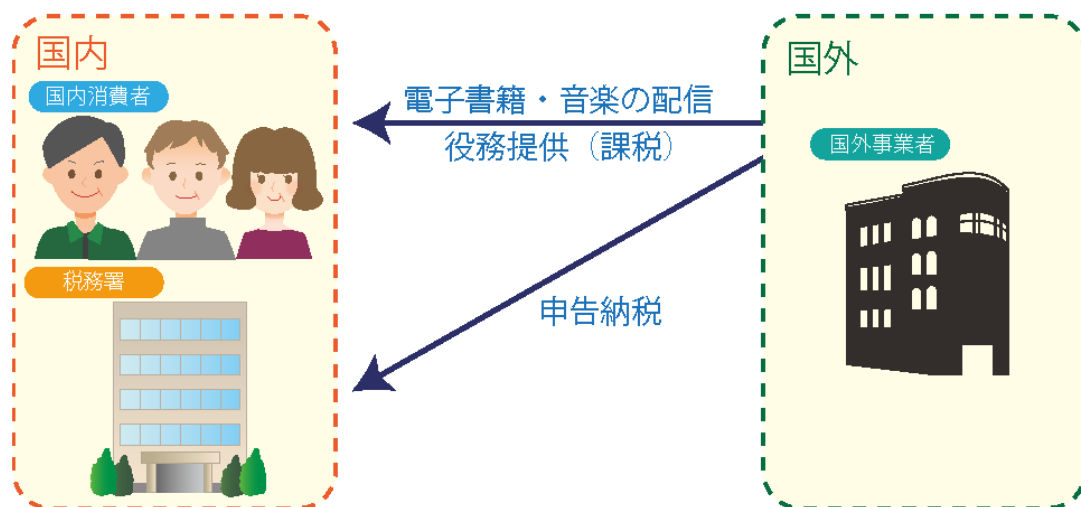 国内
国内消費者
税務署
電子書籍・音楽の配信
役務提供（課税）
申告納税
国外
国外事業者